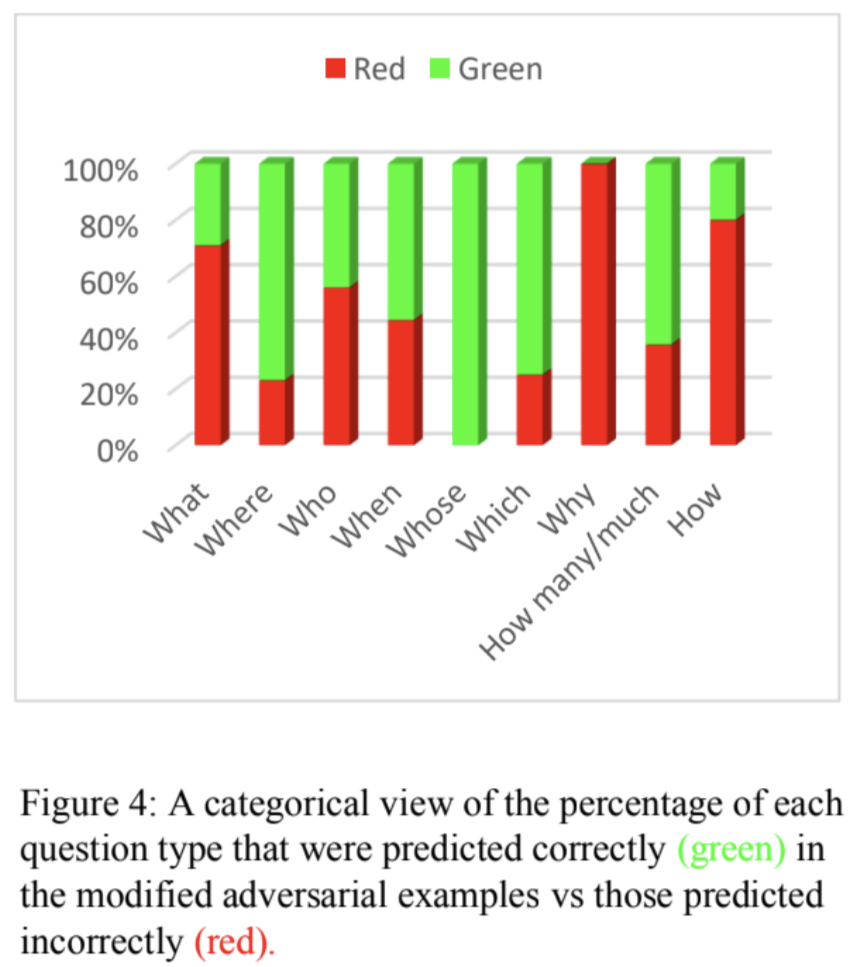 Red Green
100%
80%
60%
40%
20%
0%
What
Where
Who
When
Whose
Which
Why
How many/much
How
Figure 4: A categorical view of the percentage of each
question type that were predicted correctly (green) in
the modified adversarial examples vs those predicted
incorrectly (red).